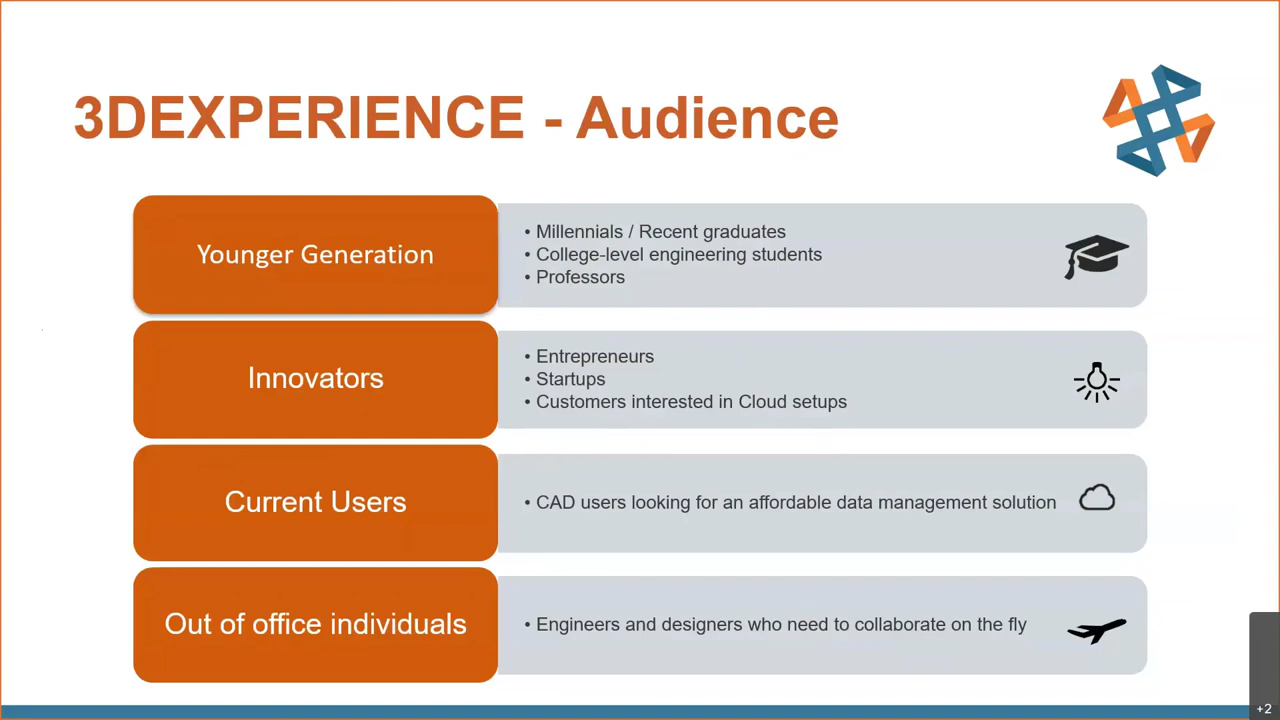 3DEXPERIENCE - Audience
Younger Generation
• Millennials / Recent graduates
• College-level engineering students
• Professors
Innovators
• Entrepreneurs
• Startups
• Customers interested in Cloud setups
Current Users
• CAD users looking for an affordable data management solution
Out of office individuals
• Engineers and designers who need to collaborate on the fly
+2